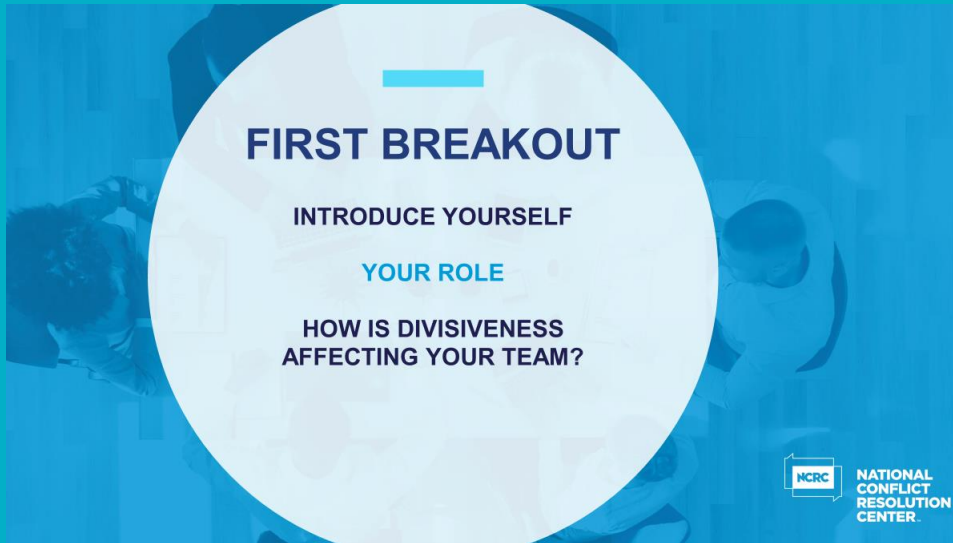 FIRST BREAKOUT
INTRODUCE YOURSELF
YOUR ROLE
HOW IS DIVISIVENESS
AFFECTING YOUR TEAM?
NCRC
NATIONAL
CONFLICT
RESOLUTION
CENTER